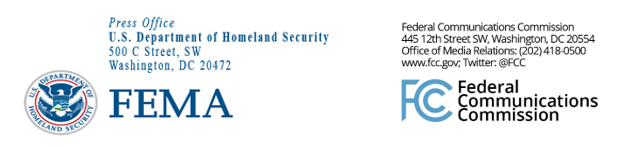 Press Office
U.S. Department of Homeland Security
500 C Street, SW
Washington, DC 20472
U.S. DEPARTMENT OF HOMELAND SECURITY
FEMA
Federal Communications Commission
445 12th Street SW, Washington, DC 20554
Office of Media Relations: (202) 418-0500
www.fcc.gov; Twitter: @FCC
FCC
Federal
Communications
Commission